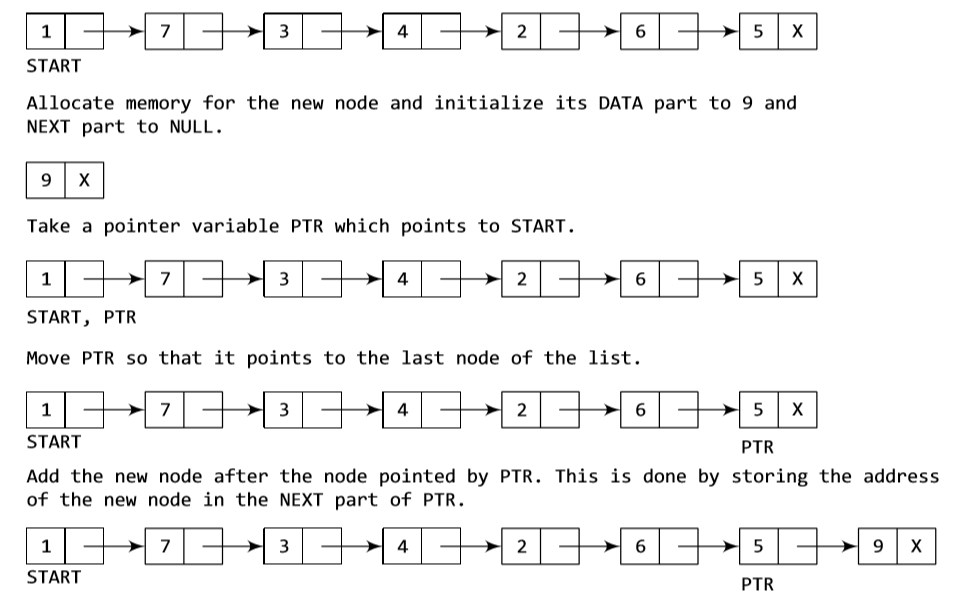 1 7 3 4 2 6 5 X
START
Allocate memory for the new node and initialize its DATA part to 9 and
NEXT part to NULL.
9 X
Take a pointer variable PTR which points to START.
1 7 3 4 2 6 5 X
START, PTR
Move PTR so that it points to the last node of the list.
1 7 3 4 2 6 5 X
START PTR
Add the new node after the node pointed by PTR. This is done by storing the address
of the new node in the NEXT part of PTR.
1 7 3 4 2 6 5 9 X
START PTR